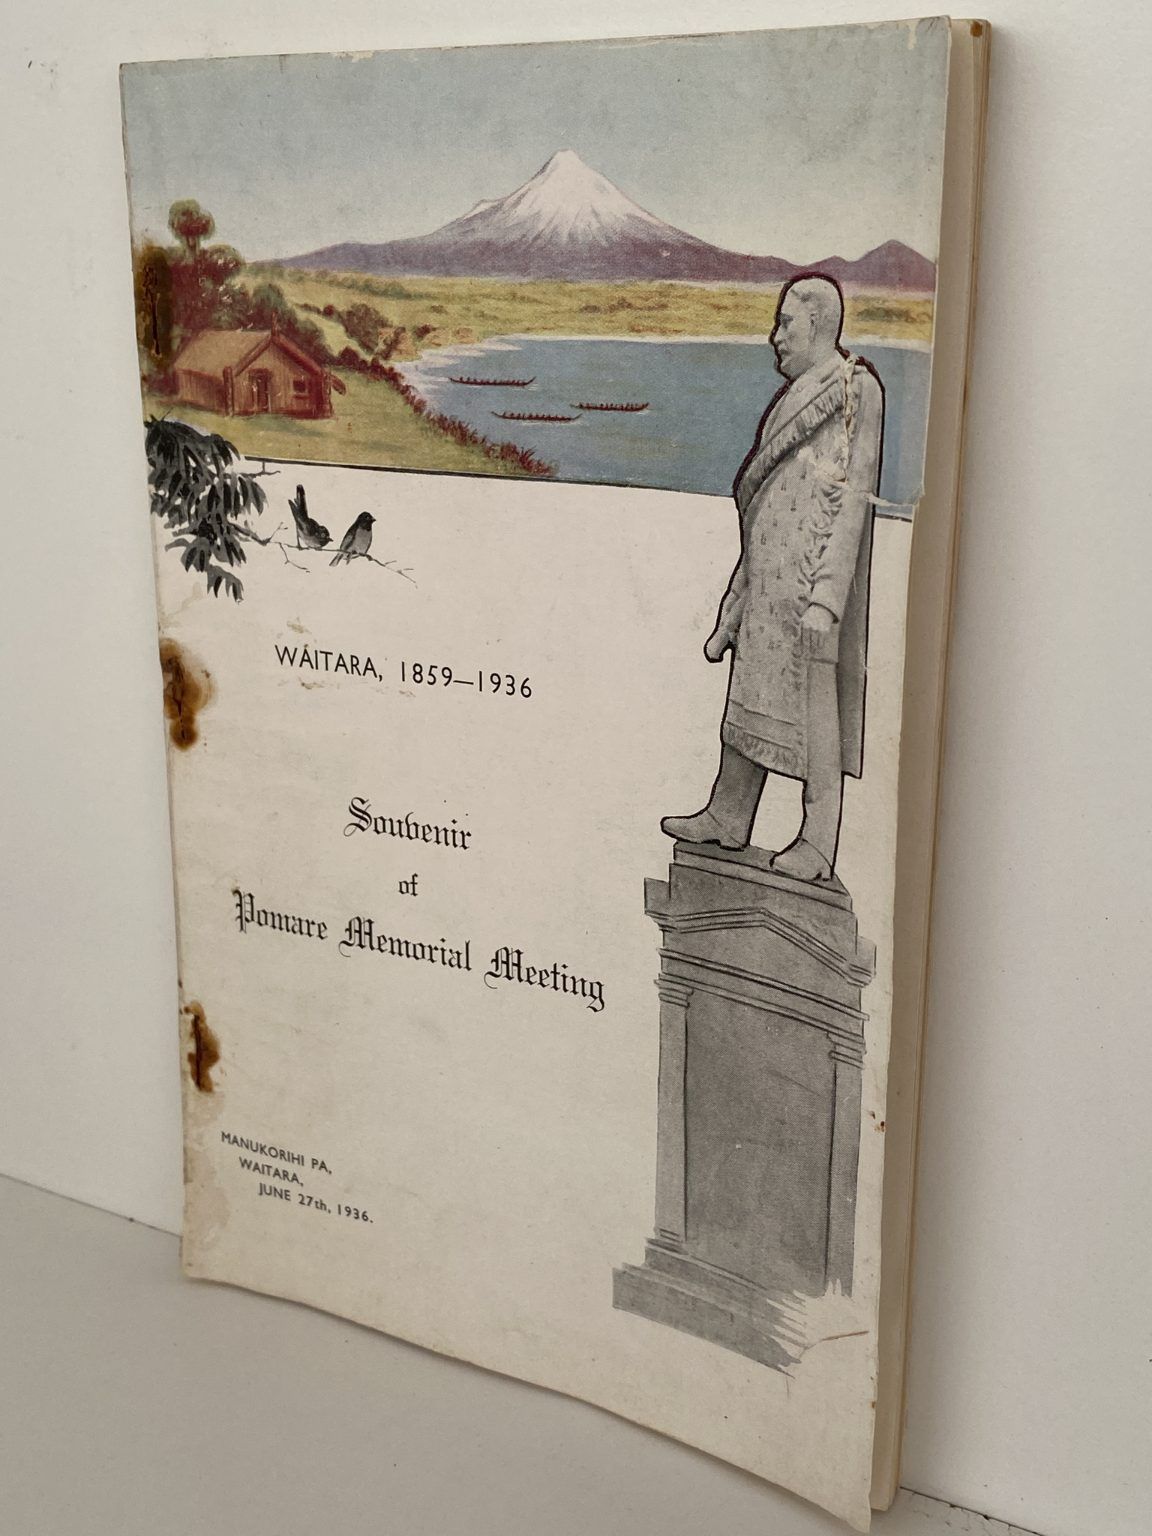 WAITARA, 1859—1936
Souvenir
of
Pomare Memorial Meeting
MANUKORIHI PA,
WAITARA,
JUNE 27th, 1936.